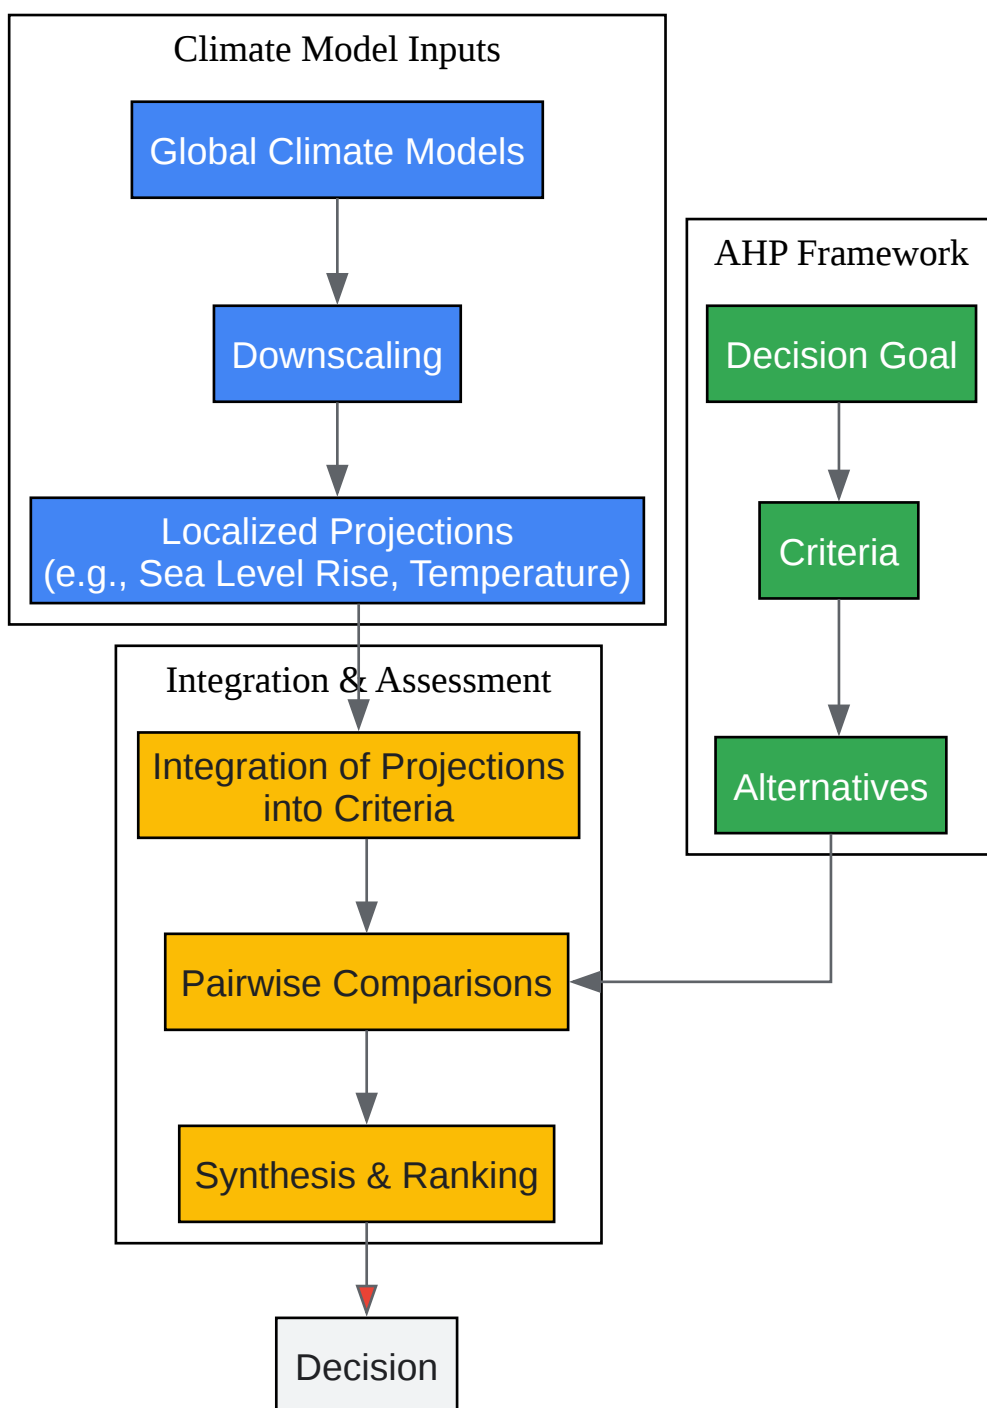 Climate Model Inputs
Global Climate Models
Downscaling
Localized Projections
(e.g., Sea Level Rise, Temperature)
AHP Framework
Decision Goal
Criteria
Alternatives
Integration & Assessment
Integration of Projections
into Criteria
Pairwise Comparisons
Synthesis & Ranking
Decision